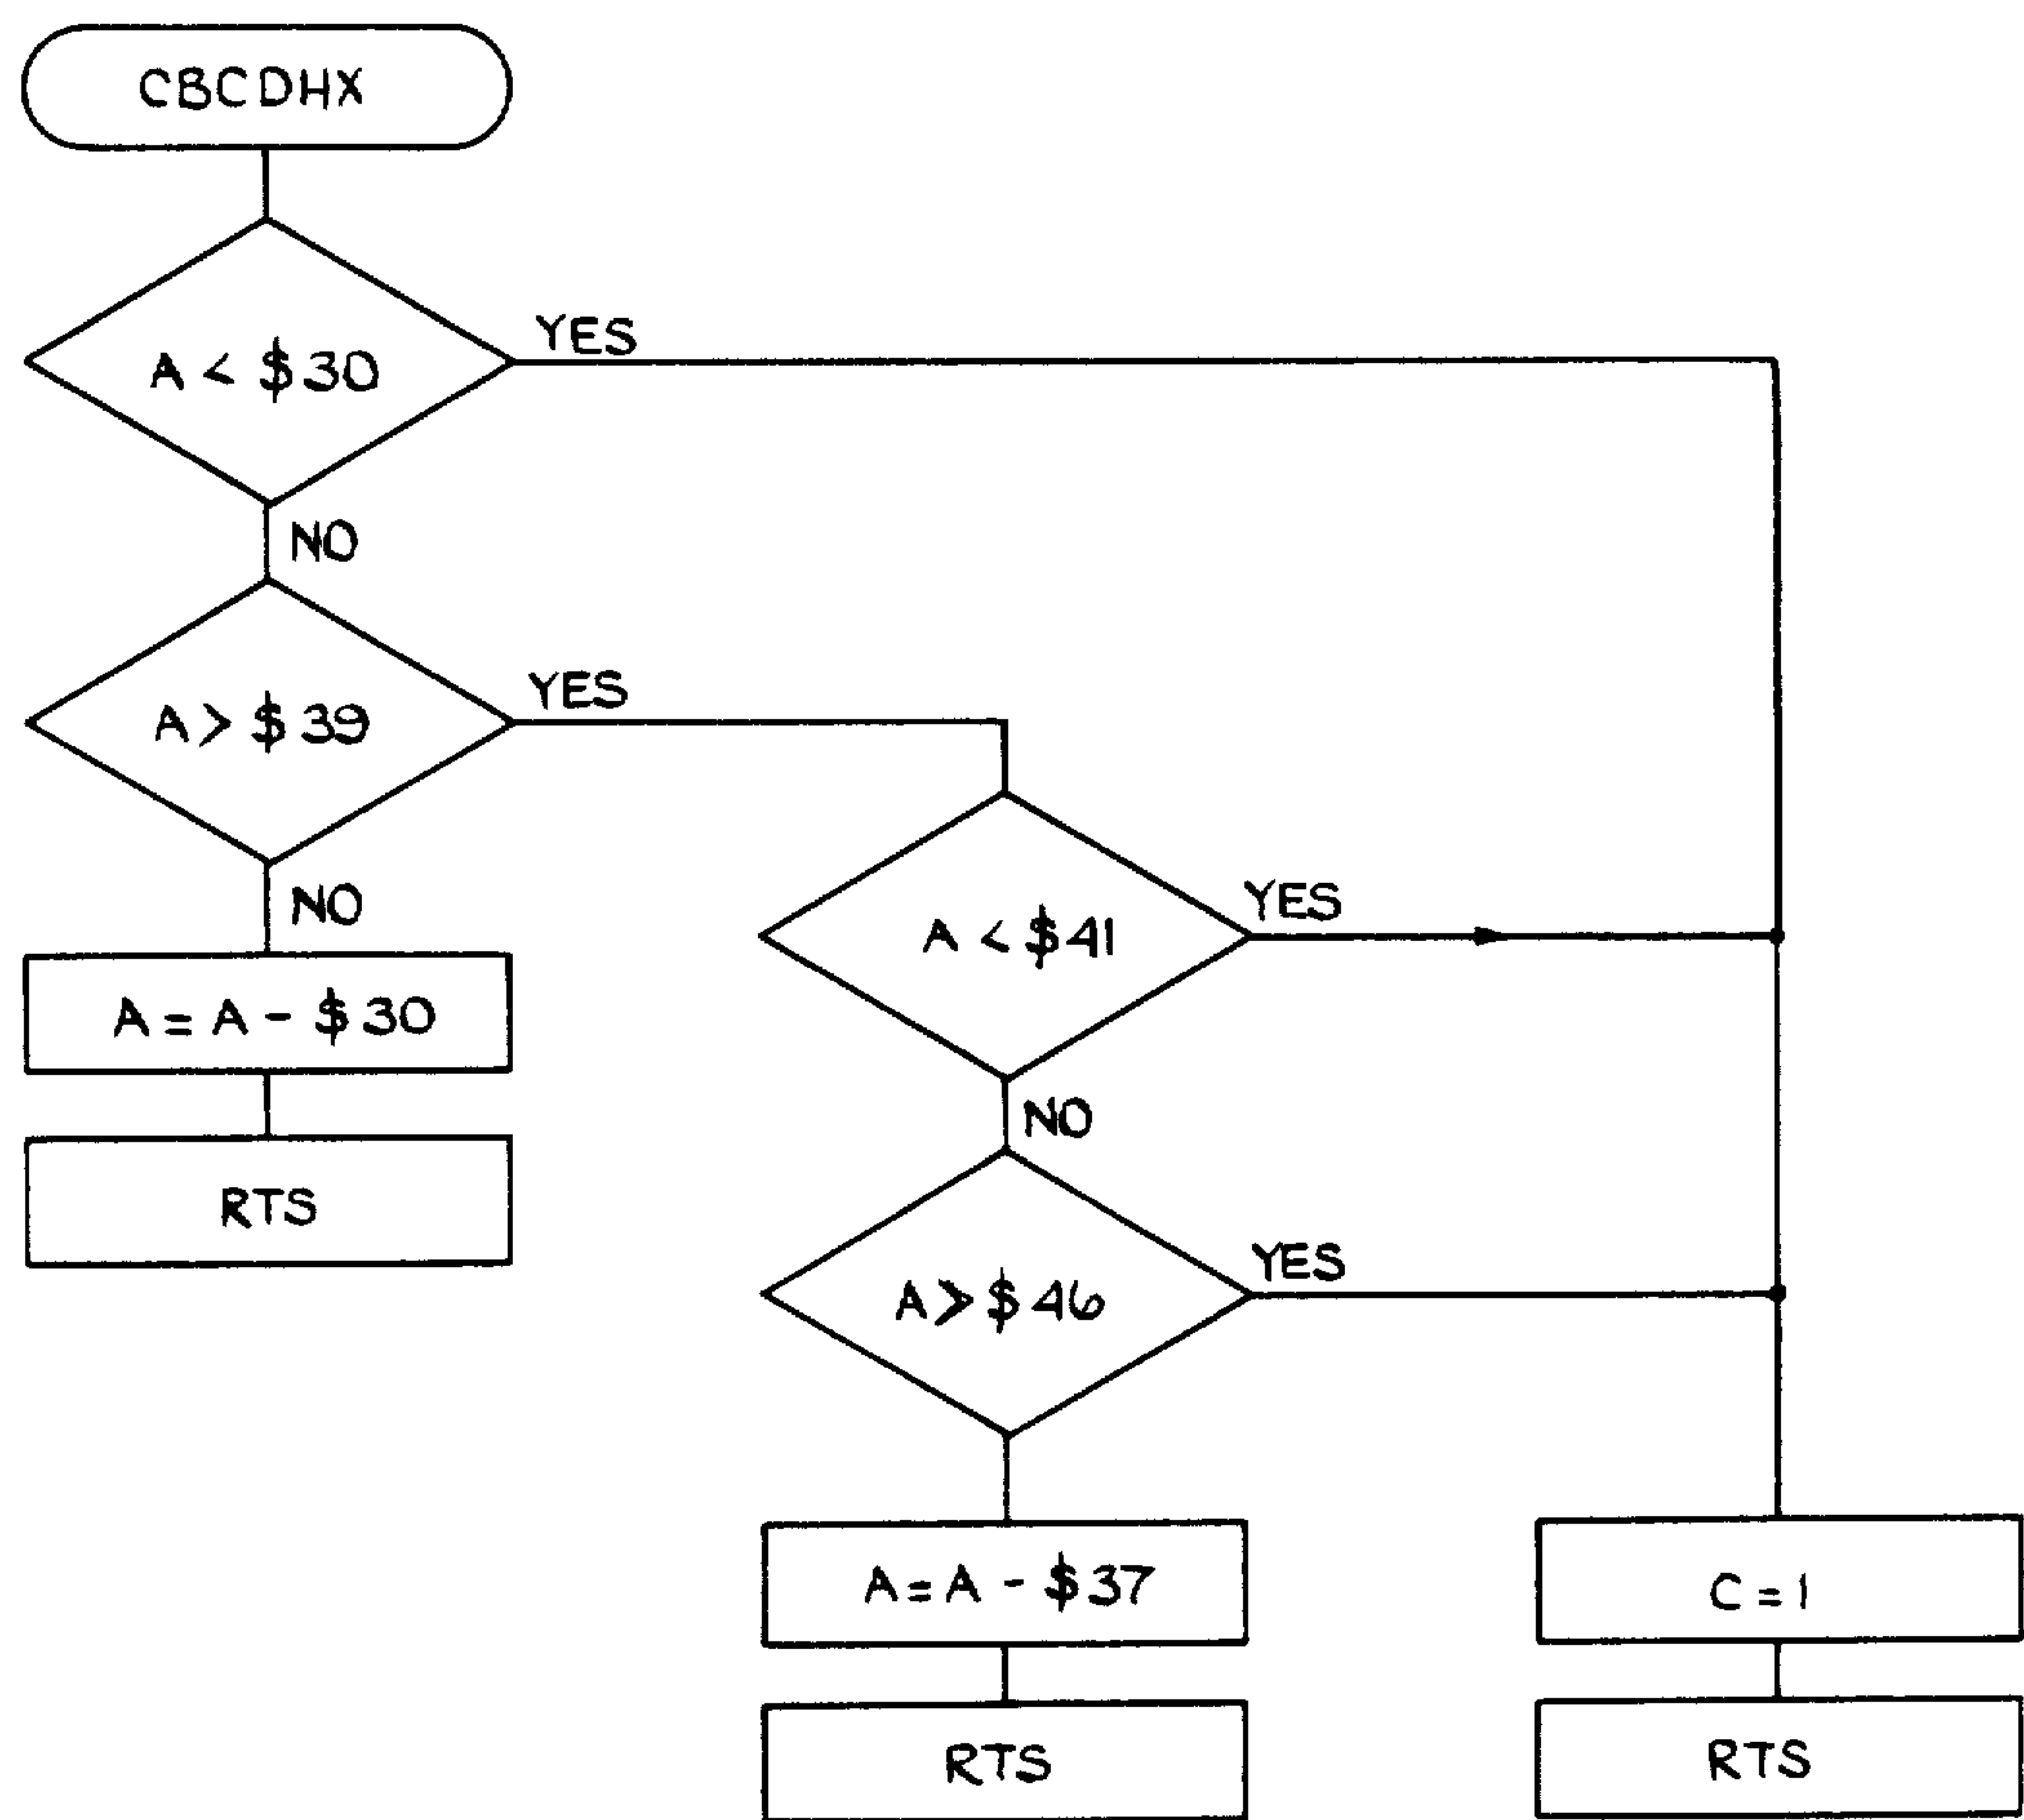 CBCDHX
A < $30
YES
NO
A > $39
YES
NO
A = A - $30
RTS
A < $41
YES
NO
A > $46
YES
A = A - $37
RTS
C = 1
RTS